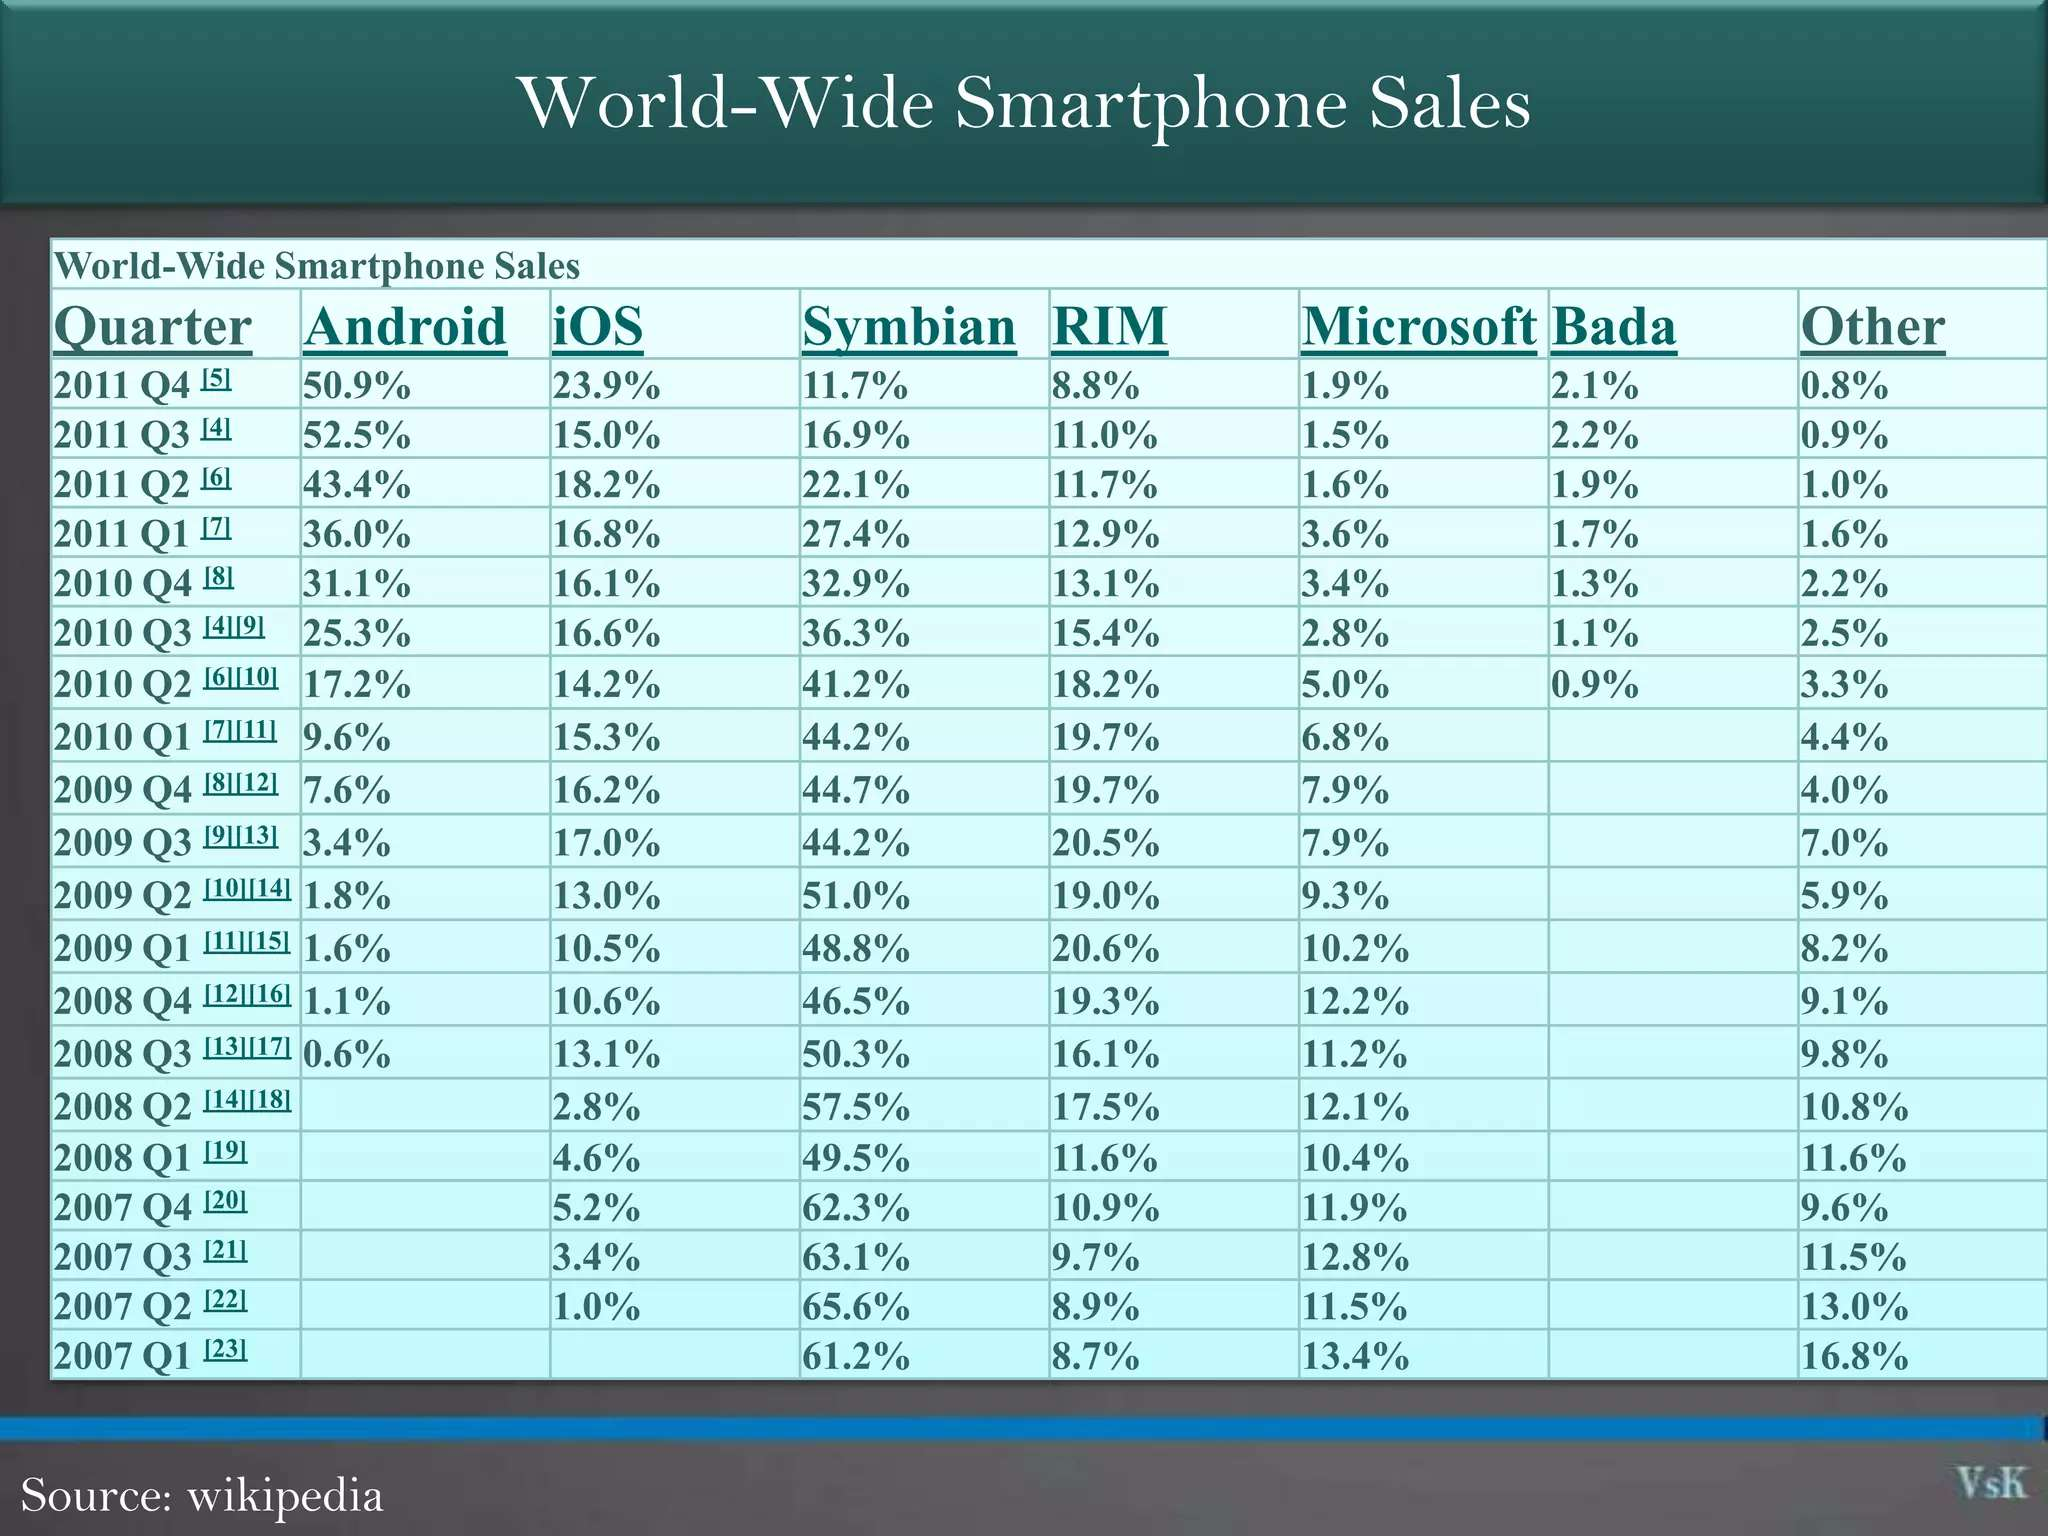 World-Wide Smartphone Sales
World-Wide Smartphone Sales
Quarter Android iOS Symbian RIM Microsoft Bada Other
2011 Q4 [5] 50.9% 23.9% 11.7% 8.8% 1.9% 2.1% 0.8%
2011 Q3 [4] 52.5% 15.0% 16.9% 11.0% 1.5% 2.2% 0.9%
2011 Q2 [6] 43.4% 18.2% 22.1% 11.7% 1.6% 1.9% 1.0%
2011 Q1 [7] 36.0% 16.8% 27.4% 12.9% 3.6% 1.7% 1.6%
2010 Q4 [8] 31.1% 16.1% 32.9% 13.1% 3.4% 1.3% 2.2%
2010 Q3 [4][9] 25.3% 16.6% 36.3% 15.4% 2.8% 1.1% 2.5%
2010 Q2 [6][10] 17.2% 14.2% 41.2% 18.2% 5.0% 0.9% 3.3%
2010 Q1 [7][11] 9.6% 15.3% 44.2% 19.7% 6.8% 4.4%
2009 Q4 [8][12] 7.6% 16.2% 44.7% 19.7% 7.9% 4.0%
2009 Q3 [9][13] 3.4% 17.0% 44.2% 20.5% 7.9% 7.0%
2009 Q2 [10][14] 1.8% 13.0% 51.0% 19.0% 9.3% 5.9%
2009 Q1 [11][15] 1.6% 10.5% 48.8% 20.6% 10.2% 8.2%
2008 Q4 [12][16] 1.1% 10.6% 46.5% 19.3% 12.2% 9.1%
2008 Q3 [13][17] 0.6% 13.1% 50.3% 16.1% 11.2% 9.8%
2008 Q2 [14][18] 2.8% 57.5% 17.5% 12.1% 10.8%
2008 Q1 [19] 4.6% 49.5% 11.6% 10.4% 11.6%
2007 Q4 [20] 5.2% 62.3% 10.9% 11.9% 9.6%
2007 Q3 [21] 3.4% 63.1% 9.7% 12.8% 11.5%
2007 Q2 [22] 1.0% 65.6% 8.9% 11.5% 13.0%
2007 Q1 [23] 61.2% 8.7% 13.4% 16.8%
Source: wikipedia
VsK